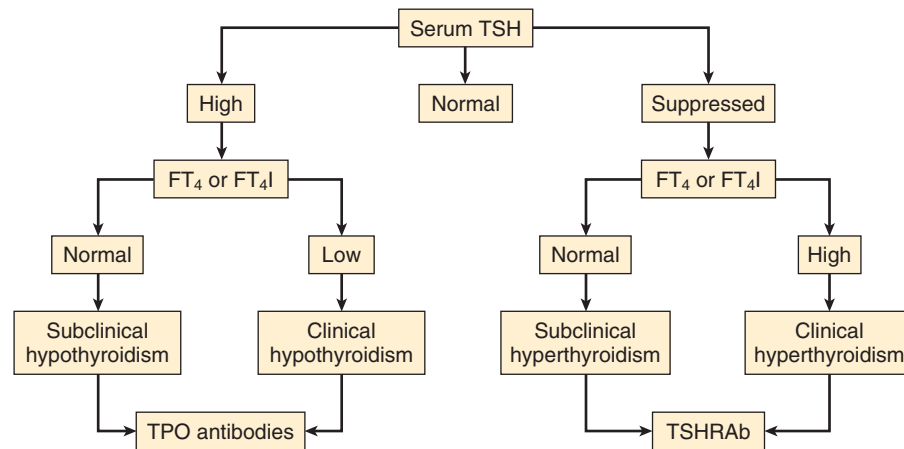 Serum TSH
High
Normal
Suppressed
FT₄ or FT₄I
FT₄ or FT₄I
Normal
Low
Normal
High
Subclinical
hypothyroidism
Clinical
hypothyroidism
Subclinical
hyperthyroidism
Clinical
hyperthyroidism
TPO antibodies
TSHRAb